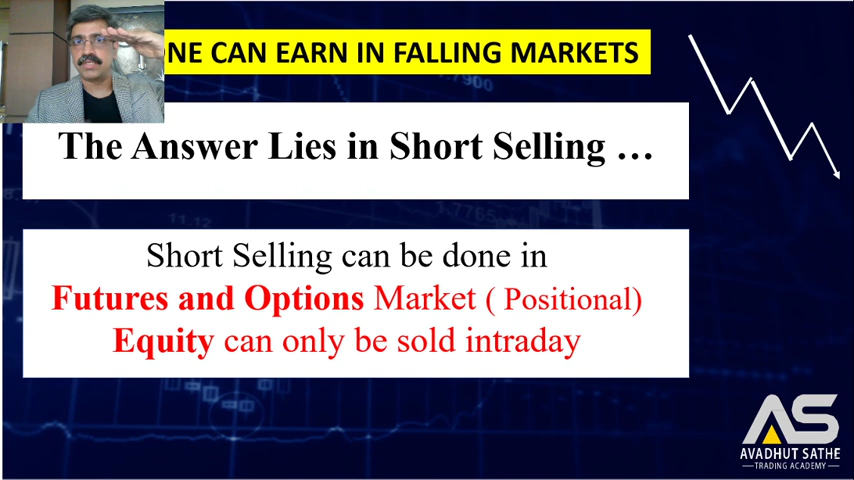 NE CAN EARN IN FALLING MARKETS
The Answer Lies in Short Selling ...
Short Selling can be done in
Futures and Options Market ( Positional)
Equity can only be sold intraday
AS
AVADHUT SATHE
TRADING ACADEMY